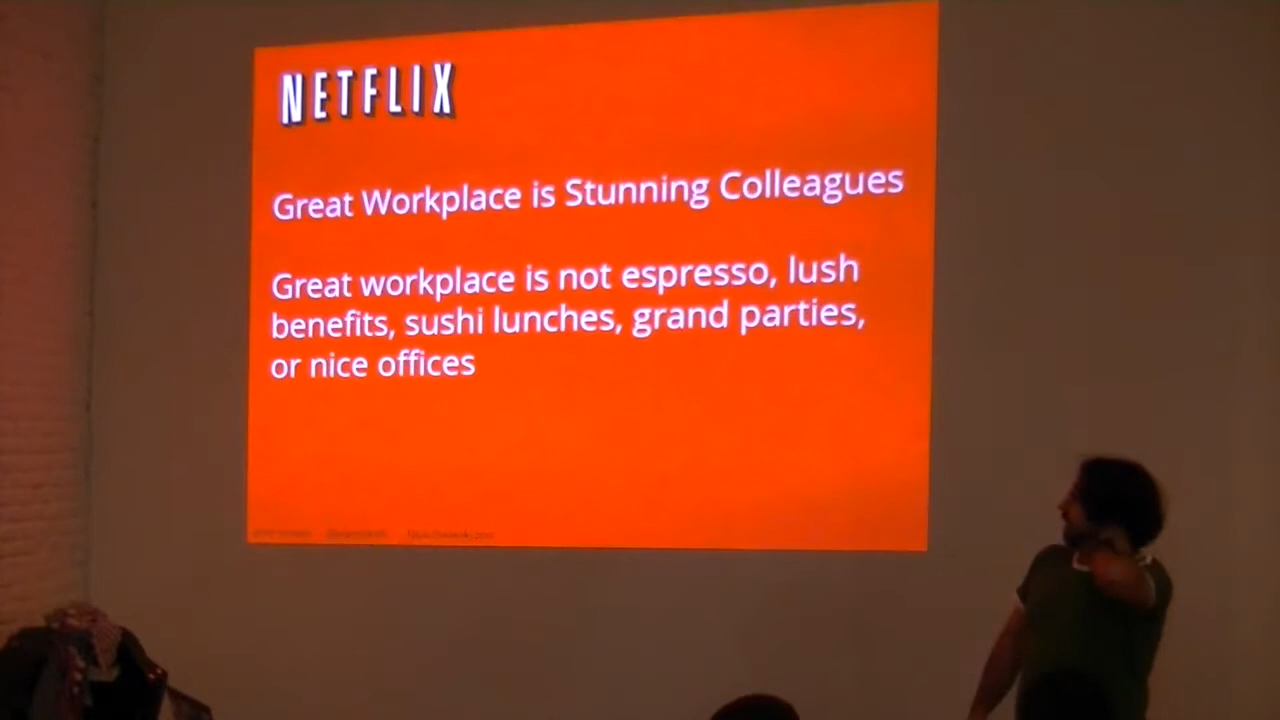 NETFLIX
Great Workplace is Stunning Colleagues
Great workplace is not espresso, lush
benefits, sushi lunches, grand parties,
or nice offices